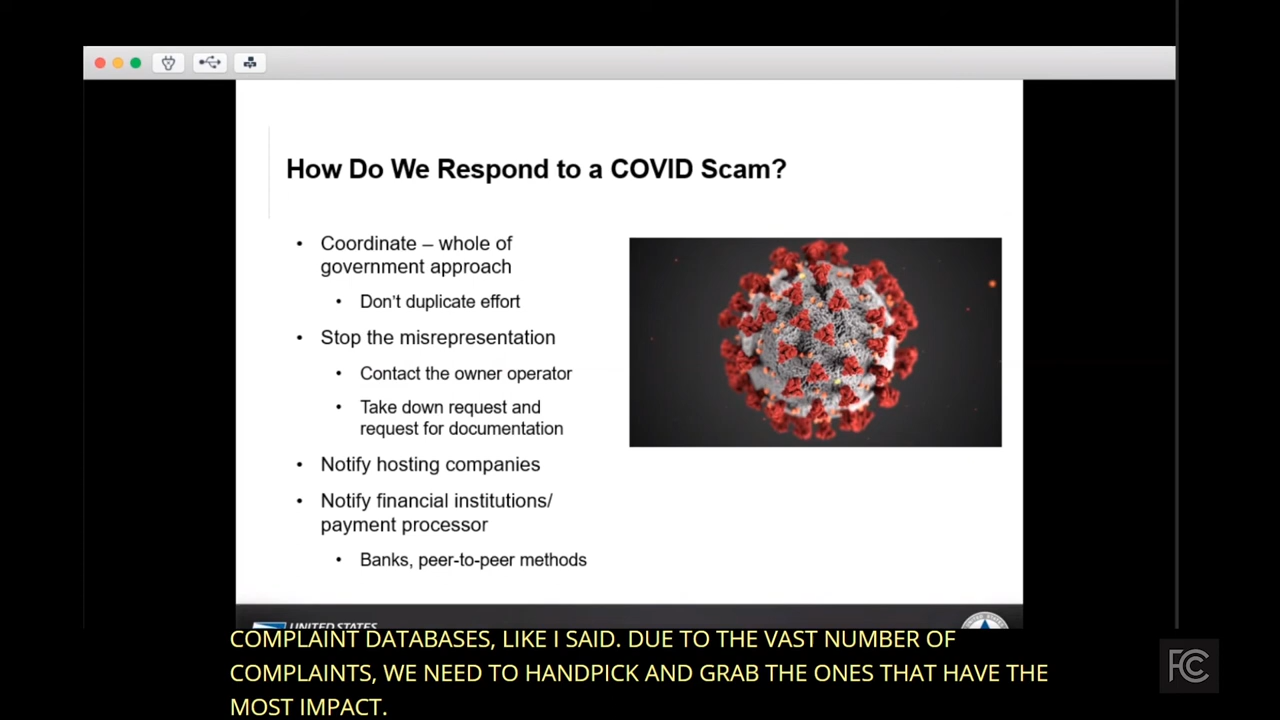 How Do We Respond to a COVID Scam?
• Coordinate – whole of
government approach
• Don't duplicate effort
• Stop the misrepresentation
• Contact the owner operator
• Take down request and
request for documentation
• Notify hosting companies
• Notify financial institutions/
payment processor
• Banks, peer-to-peer methods
UNITED STATES
COMPLAINT DATABASES, LIKE I SAID. DUE TO THE VAST NUMBER OF
COMPLAINTS, WE NEED TO HANDPICK AND GRAB THE ONES THAT HAVE THE
MOST IMPACT.
FCC